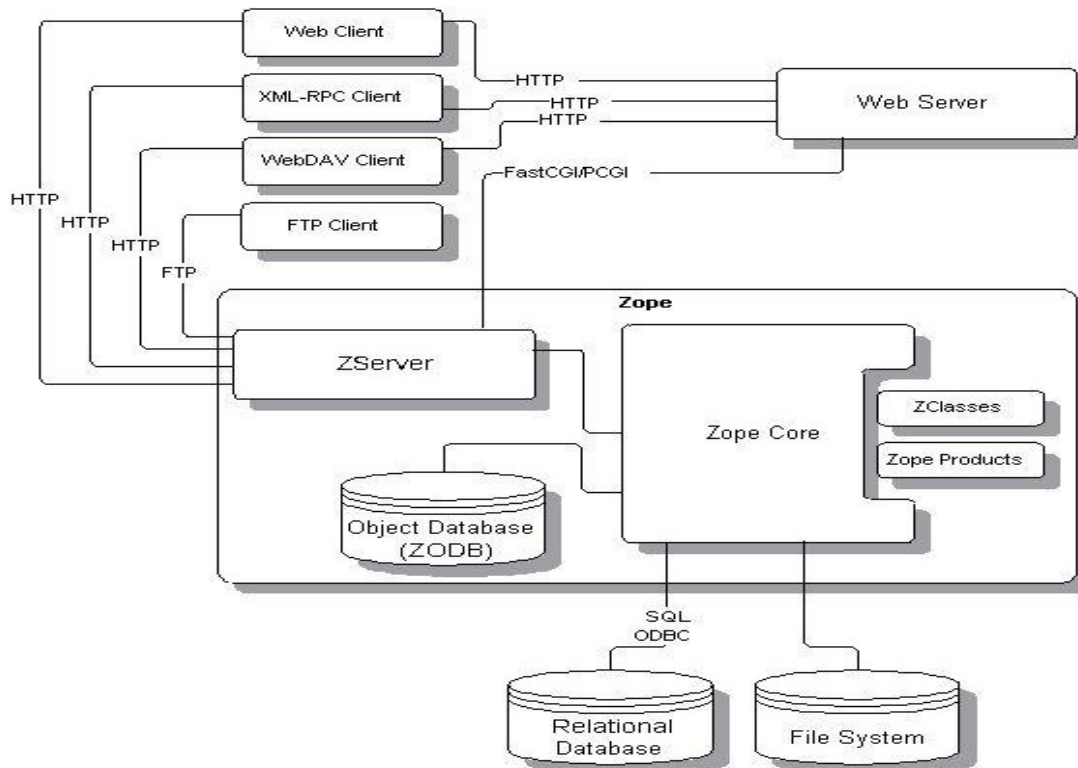 Web Client
HTTP
Web Server
XML-RPC Client
HTTP
HTTP
WebDAV Client
FastCGI/PCGI
HTTP
HTTP
HTTP
FTP Client
FTP
Zope
ZServer
Zope Core
ZClasses
Zope Products
Object Database
(ZODB)
SQL
ODBC
Relational
Database
File System